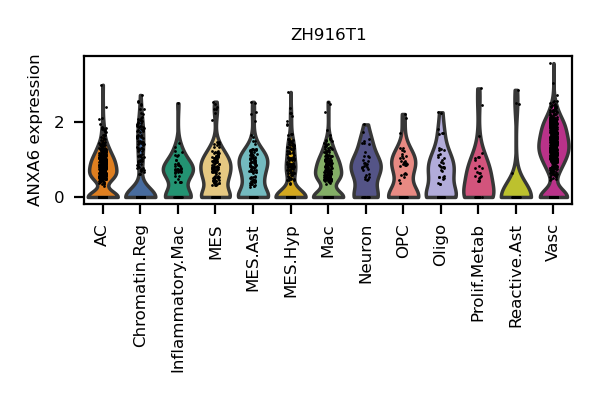 ZH916T1
ANXA6 expression
2
0
AC
Chromatin.Reg
Inflammatory.Mac
MES
MES.Ast
MES.Hyp
Mac
Neuron
OPC
Oligo
Prolif.Metab
Reactive.Ast
Vasc